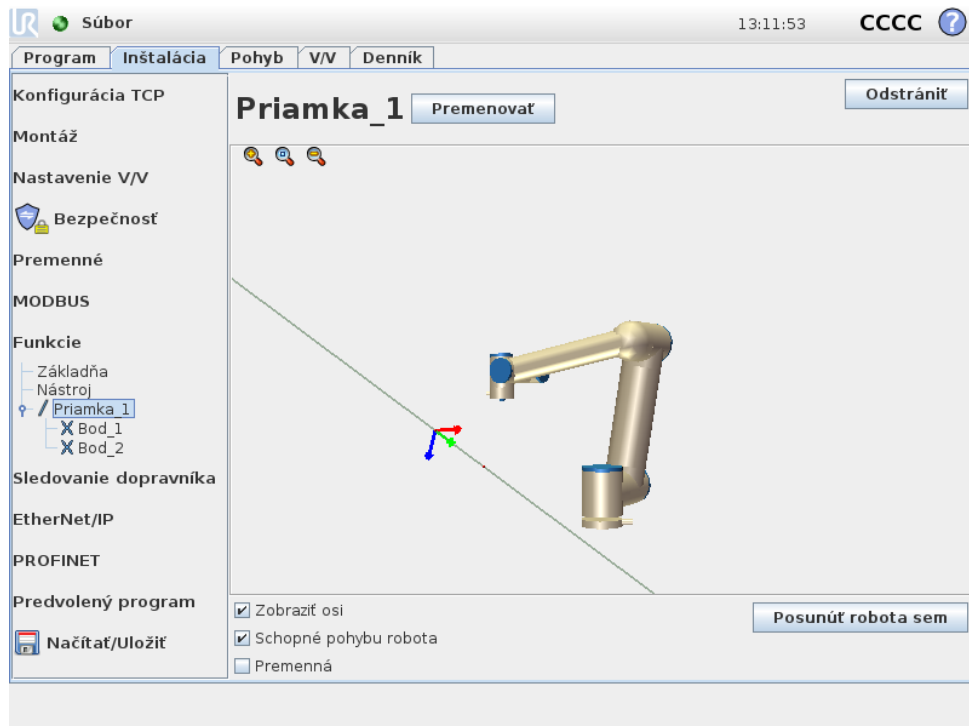 UR Súbor 13:11:53 CCCC ?
Program Inštalácia Pohyb V/V Denník
Konfigurácia TCP
Montáž
Nastavenie V/V
Bezpečnosť
Premenné
MODBUS
Funkcie
Základňa
Nástroj
Priamka_1
Bod_1
Bod_2
Sledovanie dopravníka
EtherNet/IP
PROFINET
Predvolený program
Načítať/Uložiť
Priamka_1 Premenovať Odstrániť
Zobraziť osi
Schopné pohybu robota
Premenná
Posunúť robota sem